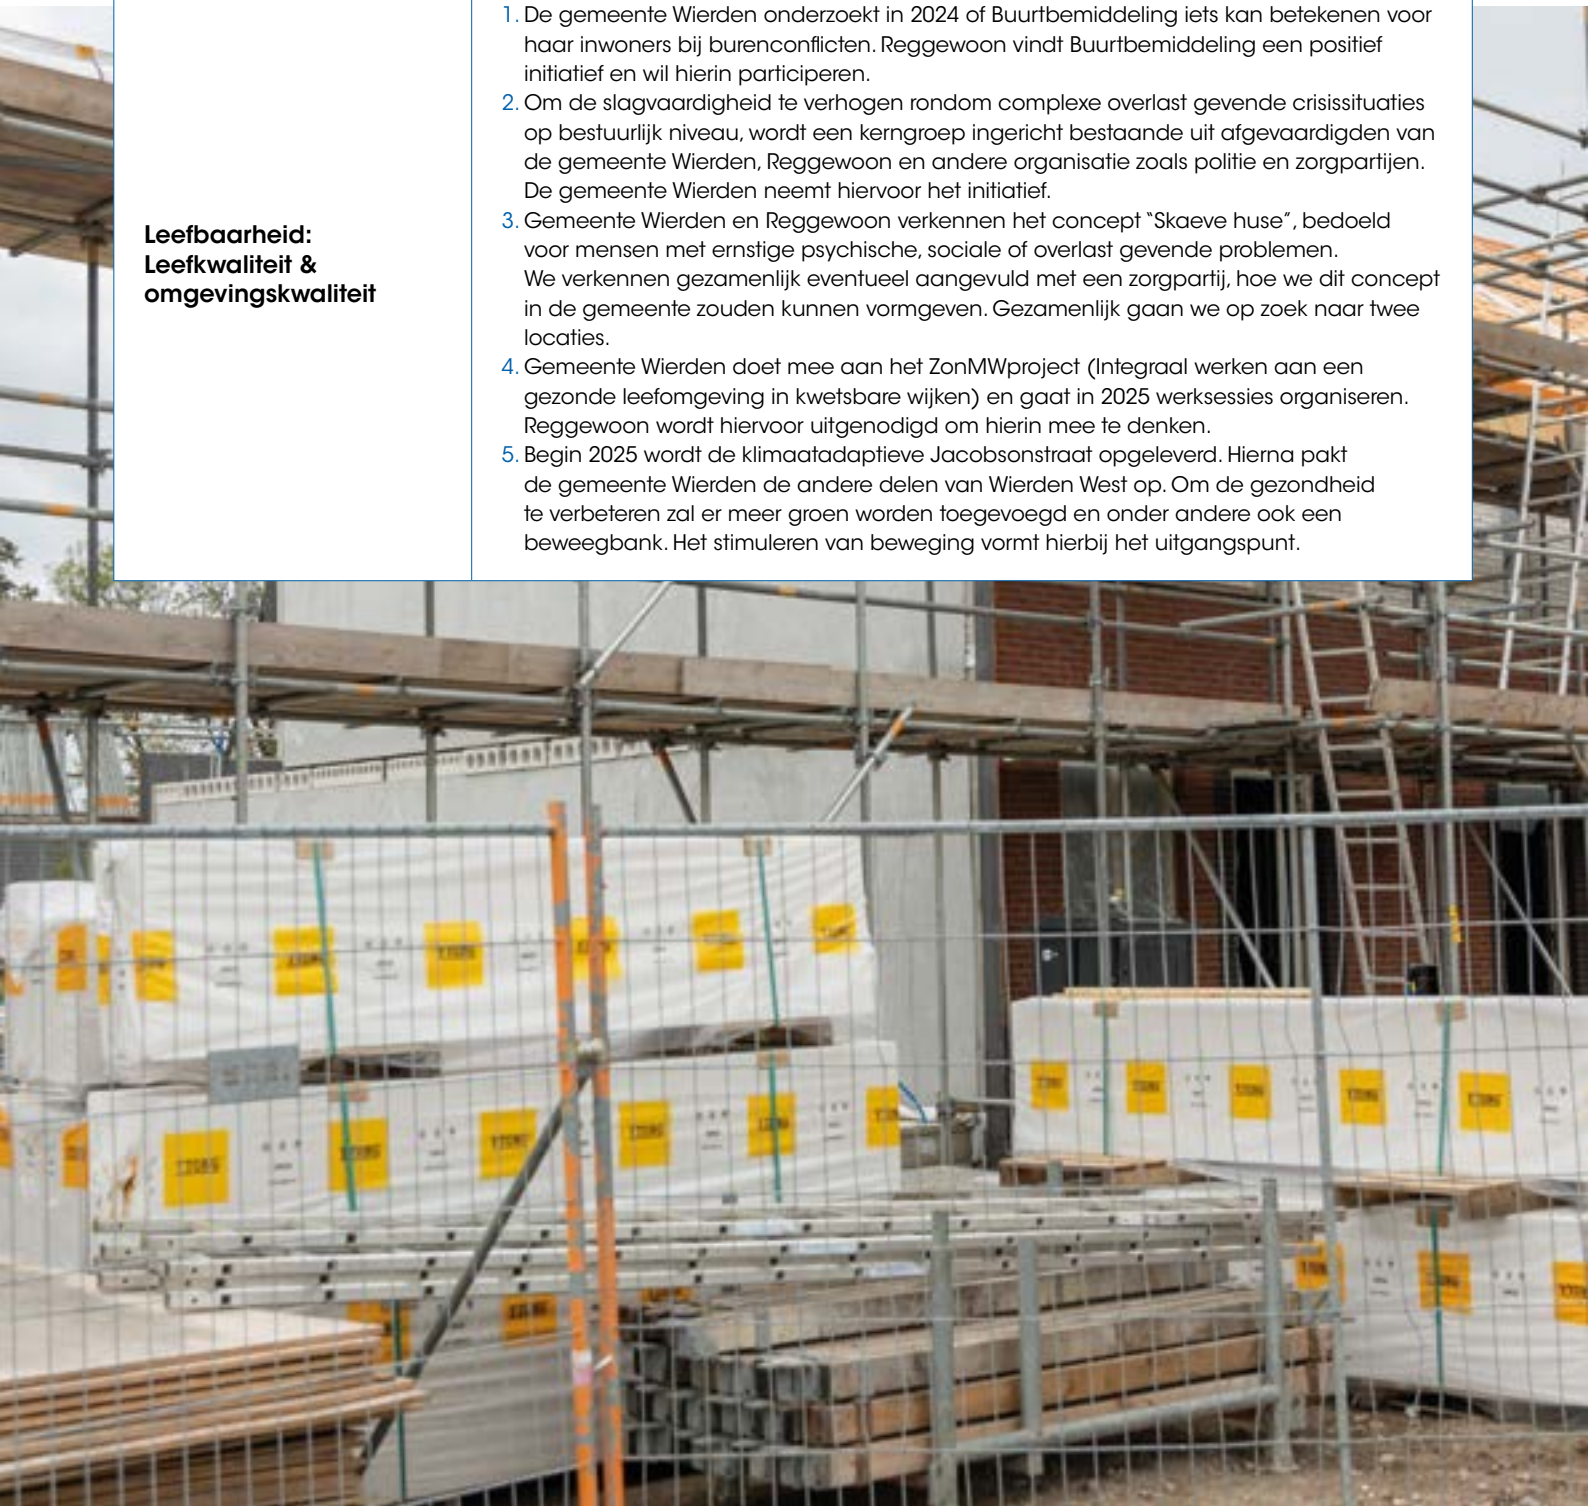 1. De gemeente Wierden onderzoekt in 2024 of Buurtbemiddeling iets kan betekenen voor
haar inwoners bij burenconflicten. Reggewoon vindt Buurtbemiddeling een positief
initiatief en wil hierin participeren.
2. Om de slagvaardigheid te verhogen rondom complexe overlast gevende crisissituaties
op bestuurlijk niveau, wordt een kerngroep ingericht bestaande uit afgevaardigden van
de gemeente Wierden, Reggewoon en andere organisatie zoals politie en zorgpartijen.
De gemeente Wierden neemt hiervoor het initiatief.
Leefbaarheid:
Leefkwaliteit &
omgevingskwaliteit
3. Gemeente Wierden en Reggewoon verkennen het concept “Skaeve huse”, bedoeld
voor mensen met ernstige psychische, sociale of overlast gevende problemen.
We verkennen gezamenlijk eventueel aangevuld met een zorgpartij, hoe we dit concept
in de gemeente zouden kunnen vormgeven. Gezamenlijk gaan we op zoek naar twee
locaties.
4. Gemeente Wierden doet mee aan het ZonMWproject (Integraal werken aan een
gezonde leefomgeving in kwetsbare wijken) en gaat in 2025 werksessies organiseren.
Reggewoon wordt hiervoor uitgenodigd om hierin mee te denken.
5. Begin 2025 wordt de klimaatadaptieve Jacobsonstraat opgeleverd. Hierna pakt
de gemeente Wierden de andere delen van Wierden West op. Om de gezondheid
te verbeteren zal er meer groen worden toegevoegd en onder andere ook een
beweegbank. Het stimuleren van beweging vormt hierbij het uitgangspunt.